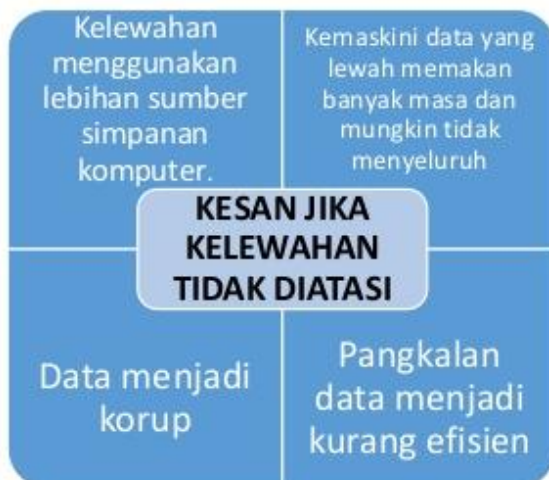 Kelewahan
menggunakan
lebihan sumber
simpanan
komputer.
Kemaskini data yang
lewah memakan
banyak masa dan
mungkin tidak
menyeluruh
KESAN JIKA
KELEWAHAN
TIDAK DIATASI
Data menjadi
korup
Pangkalan
data menjadi
kurang efisien